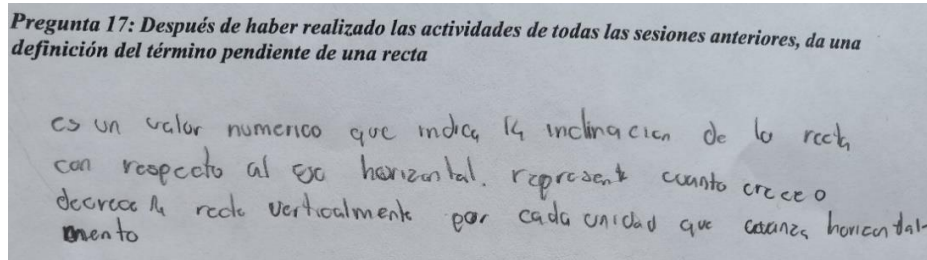 Pregunta 17: Después de haber realizado las actividades de todas las sesiones anteriores, da una
definición del término pendiente de una recta
es un valor numerico que indica la inclinacion de la recta
con respecto al eje horizontal. represent cuanto crece o
decrece la recta verticalmente por cada unidad que avanza horizontal-
mento